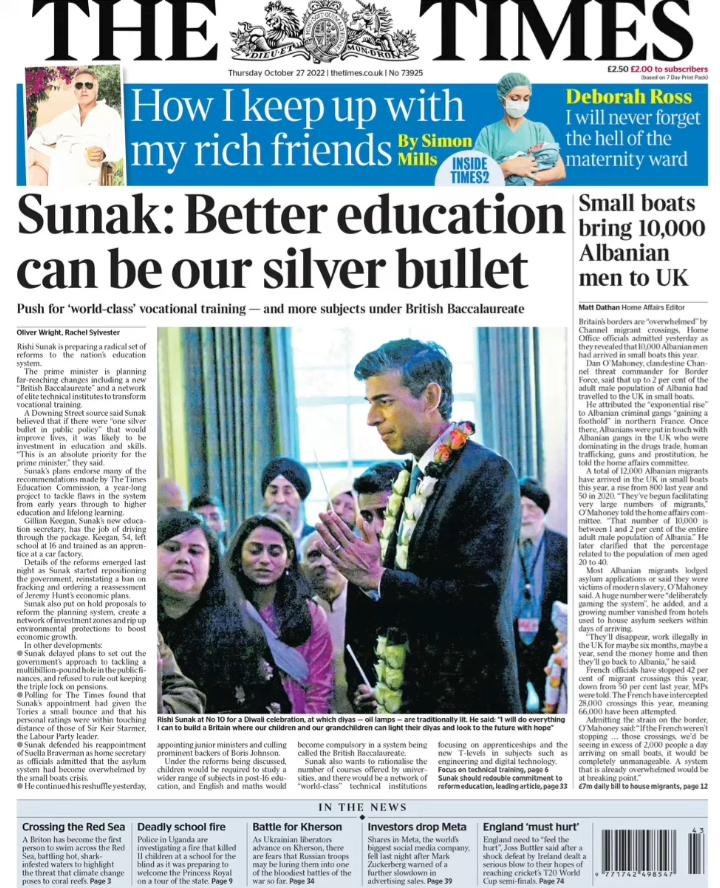 THE TIMES
DIEU·ET MON·DROIT
Thursday October 27 2022 | thetimes.co.uk | No 73925
£2.50 £2.00 to subscribers
(based on 7 Day Print Pack)
How I keep up with
my rich friends
By Simon
Mills
INSIDE
TIMES2
Deborah Ross
I will never forget
the hell of the
maternity ward
Sunak: Better education
can be our silver bullet
Push for ‘world-class’ vocational training — and more subjects under British Baccalaureate
Oliver Wright, Rachel Sylvester
Rishi Sunak is preparing a radical set of
reforms to the nation’s education
system.
The prime minister is planning
far-reaching changes including a new
“British Baccalaureate” and a network
of elite technical institutes to transform
vocational training.
A Downing Street source said Sunak
believed that if there were “one silver
bullet in public policy” that would
improve lives, it was likely to be
investment in education and skills.
“This is an absolute priority for the
prime minister,” they said.
Sunak’s plans endorse many of the
recommendations made by The Times
Education Commission, a year-long
project to tackle flaws in the system
from early years through to higher
education and lifelong learning.
Gillian Keegan, Sunak’s new educa-
tion secretary, has the job of driving
through the package. Keegan, 54, left
school at 16 and trained as an appren-
tice at a car factory.
Details of the reforms emerged last
night as Sunak started repositioning
the government, reinstating a ban on
fracking and ordering a reassessment
of Jeremy Hunt’s economic plans.
Sunak also put on hold proposals to
reform the planning system, create a
network of investment zones and rip up
environmental protections to boost
economic growth.
In other developments:
● Sunak delayed plans to set out the
government’s approach to tackling a
multibillion-pound hole in the public fi-
nances, and refused to rule out keeping
the triple lock on pensions.
● Polling for The Times found that
Sunak’s appointment had given the
Tories a small bounce and that his
personal ratings were within touching
distance of those of Sir Keir Starmer,
the Labour Party leader.
● Sunak defended his reappointment
of Suella Braverman as home secretary
as officials admitted that the asylum
system had become overwhelmed by
the small boats crisis.
● He continued his reshuffle yesterday,
Rishi Sunak at No 10 for a Diwali celebration, at which diyas — oil lamps — are traditionally lit. He said: “I will do everything
I can to build a Britain where our children and our grandchildren can light their diyas and look to the future with hope”
appointing junior ministers and culling
prominent backers of Boris Johnson.
Under the reforms being discussed,
children would be required to study a
wider range of subjects in post-16 edu-
cation, and English and maths would
become compulsory in a system being
called the British Baccalaureate.
Sunak also wants to rationalise the
number of courses offered by univer-
sities, and there would be a network of
“world-class” technical institutions
focusing on apprenticeships and the
new T-levels in subjects such as
engineering and digital technology.
Focus on technical training, page 6
Sunak should redouble commitment to
reform education, leading article, page 33
Small boats
bring 10,000
Albanian
men to UK
Matt Dathan Home Affairs Editor
Britain’s borders are “overwhelmed” by
Channel migrant crossings, Home
Office officials admitted yesterday as
they revealed that 10,000 Albanian men
had arrived in small boats this year.
Dan O’Mahoney, clandestine Chan-
nel threat commander for Border
Force, said that up to 2 per cent of the
adult male population of Albania had
travelled to the UK in small boats.
He attributed the “exponential rise”
to Albanian criminal gangs “gaining a
foothold” in northern France. Once
there, Albanians were put in touch with
Albanian gangs in the UK who were
dominating in the drugs trade, human
trafficking, guns and prostitution, he
told the home affairs committee.
A total of 12,000 Albanian migrants
have arrived in the UK in small boats
this year, a rise from 800 last year and
50 in 2020. “They’ve begun facilitating
very large numbers of migrants,”
O’Mahoney told the home affairs com-
mittee. “That number of 10,000 is
between 1 and 2 per cent of the entire
adult male population of Albania.” He
later clarified that the percentage
related to the population of men aged
20 to 40.
Most Albanian migrants lodged
asylum applications or said they were
victims of modern slavery, O’Mahoney
said. A huge number were “deliberately
gaming the system”, he added, and a
growing number vanished from hotels
used to house asylum seekers within
days of arriving.
“They’ll disappear, work illegally in
the UK for maybe six months, maybe a
year, send the money home and then
they’ll go back to Albania,” he said.
French officials have stopped 42 per
cent of migrant crossings this year,
down from 50 per cent last year, MPs
were told. The French have intercepted
28,000 crossings this year, meaning
66,000 have been attempted.
Admitting the strain on the border,
O’Mahoney said: “If the French weren’t
stopping ... those crossings, we’d be
seeing in excess of 2,000 people a day
arriving on small boats, it would be
completely unmanageable. A system
that is already overwhelmed would be
at breaking point.”
£7m daily bill to house migrants, page 12
IN THE NEWS
Crossing the Red Sea
A Briton has become the first
person to swim across the Red
Sea, battling hot, shark-
infested waters to highlight
the threat that climate change
poses to coral reefs. Page 3
Deadly school fire
Police in Uganda are
investigating a fire that killed
11 children at a school for the
blind as it was preparing to
welcome the Princess Royal
on a tour of the state. Page 9
Battle for Kherson
As Ukrainian liberators
advance on Kherson, there
are fears that Russian troops
may be luring them into one
of the bloodiest battles of the
war so far. Page 34
Investors drop Meta
Shares in Meta, the world’s
biggest social media company,
fell last night after Mark
Zuckerberg warned of a
further slowdown in
advertising sales. Page 39
England ‘must hurt’
England need to “feel the
hurt”, Joss Buttler said after a
shock defeat by Ireland dealt a
serious blow to their hopes of
reaching cricket’s T20 World
Cup semi-finals. Page 74
43
9 771742 498547